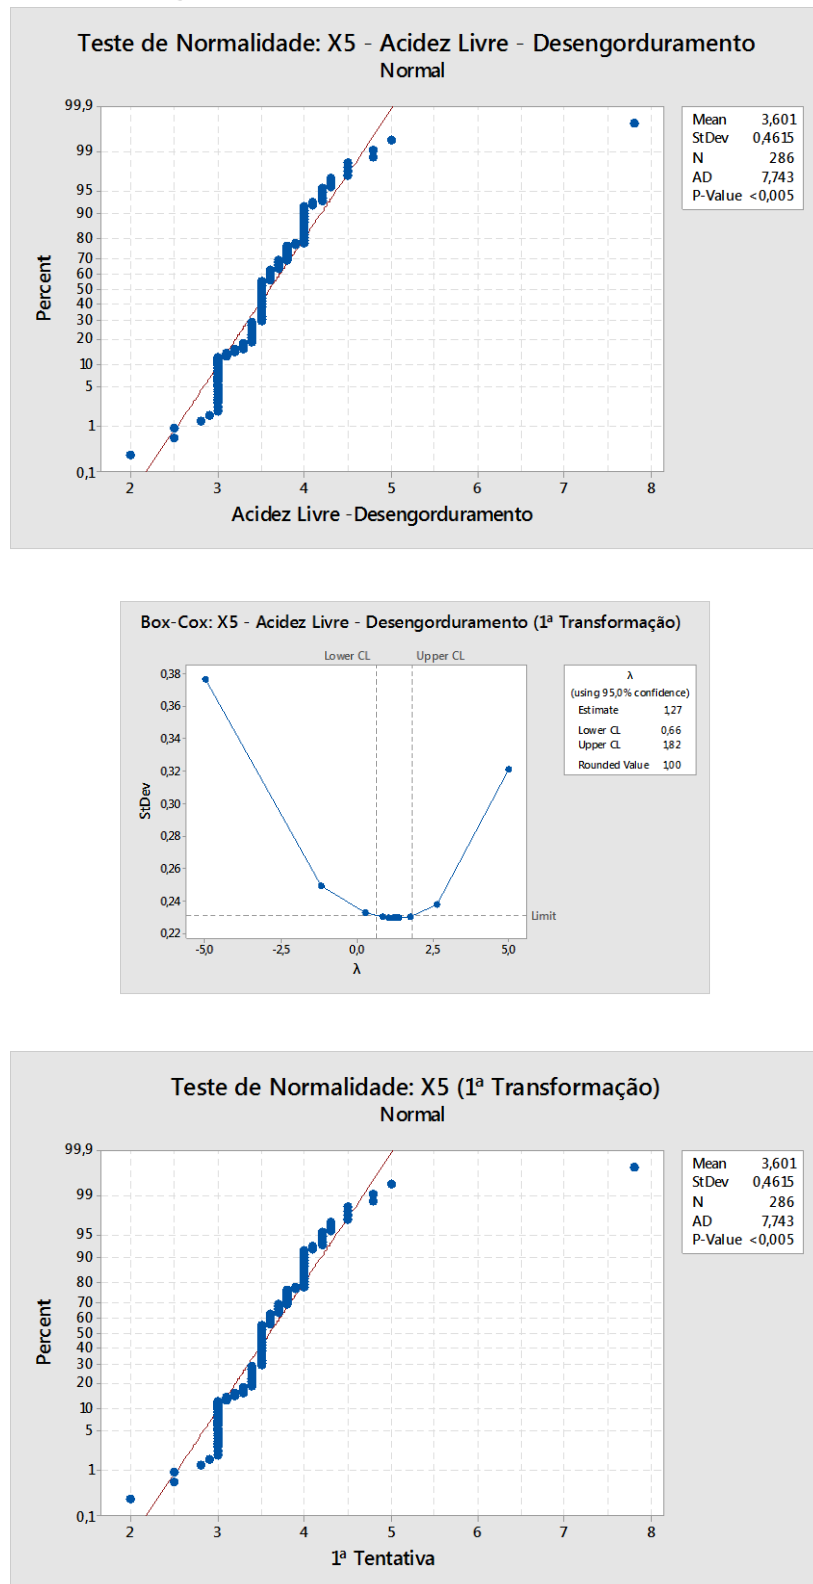 Teste de Normalidade: X5 - Acidez Livre - Desengorduramento
Normal
99,9
99
95
90
80
70
60
50
40
30
20
10
5
1
0,1
Percent
2 3 4 5 6 7 8
Acidez Livre -Desengorduramento
Mean 3,601
StDev 0,4615
N 286
AD 7,743
P-Value <0,005
Box-Cox: X5 - Acidez Livre - Desengorduramento (1ª Transformação)
Lower CL Upper CL
0,38
0,36
0,34
0,32
0,30
0,28
0,26
0,24
0,22
StDev
Limit
-5,0 -2,5 0,0 2,5 5,0
λ
λ
(using 95,0% confidence)
Estimate 1,27
Lower CL 0,66
Upper CL 1,82
Rounded Value 1,00
Teste de Normalidade: X5 (1ª Transformação)
Normal
99,9
99
95
90
80
70
60
50
40
30
20
10
5
1
0,1
Percent
2 3 4 5 6 7 8
1ª Tentativa
Mean 3,601
StDev 0,4615
N 286
AD 7,743
P-Value <0,005